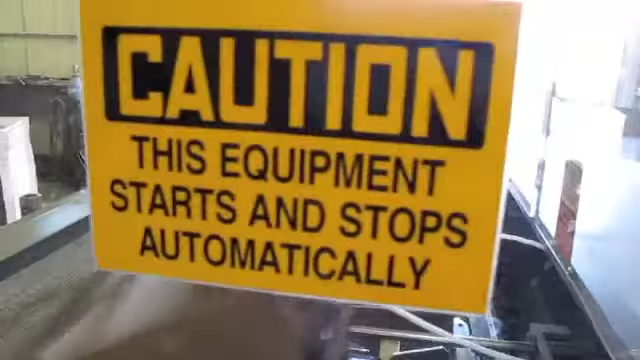 CAUTION
THIS EQUIPMENT
STARTS AND STOPS
AUTOMATICALLY